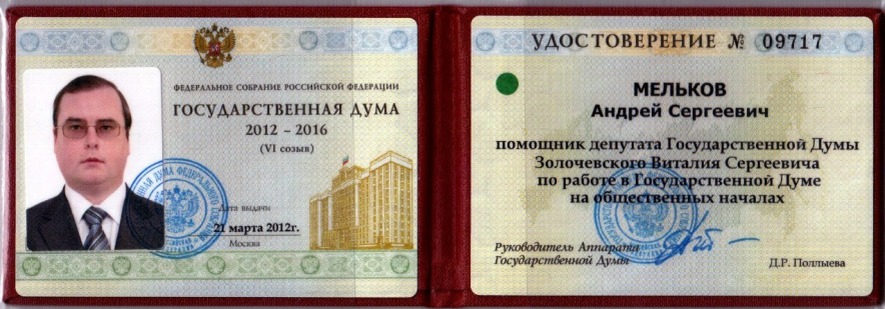 ФЕДЕРАЛЬНОЕ СОБРАНИЕ РОССИЙСКОЙ ФЕДЕРАЦИИ
ГОСУДАРСТВЕННАЯ ДУМА
2012 – 2016
(VI созыв)
Дата выдачи
21 марта 2012г.
Москва
УДОСТОВЕРЕНИЕ № 09717
МЕЛЬКОВ
Андрей Сергеевич
помощник депутата Государственной Думы
Золочевского Виталия Сергеевича
по работе в Государственной Думе
на общественных началах
Руководитель Аппарата
Государственной Думы
Д.Р. Поллыева